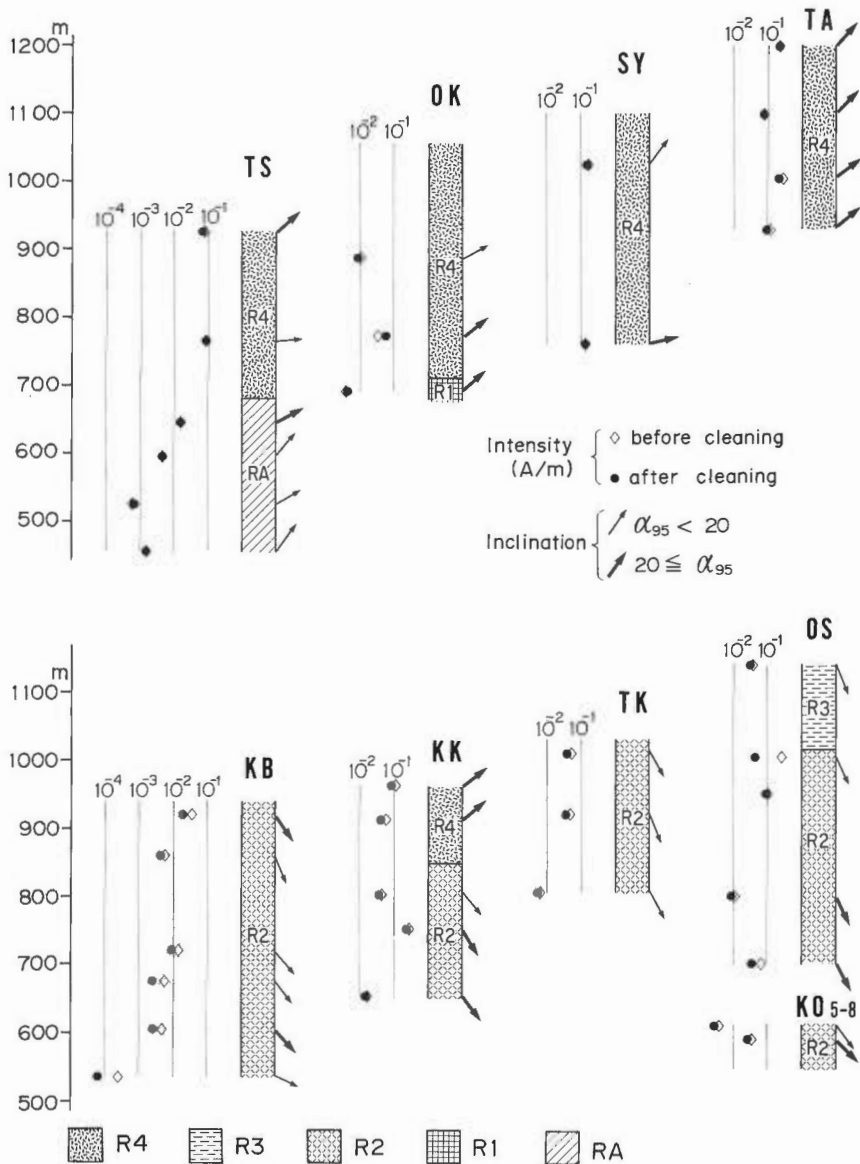 m
1200
1100
1000
900
800
700
600
500
TS
10⁻⁴ 10⁻³ 10⁻² 10⁻¹
R4
RA
OK
10⁻² 10⁻¹
R4
R1
SY
10⁻² 10⁻¹
R4
TA
10⁻² 10⁻¹
R4
Intensity (A/m)
◇ before cleaning
● after cleaning
Inclination
α₉₅ < 20
20 ≦ α₉₅
m
1100
1000
900
800
700
600
500
KB
10⁻⁴ 10⁻³ 10⁻² 10⁻¹
R2
KK
10⁻² 10⁻¹
R4
R2
TK
10⁻² 10⁻¹
R2
OS
10⁻² 10⁻¹
R3
R2
KO 5-8
R2
R4 R3 R2 R1 RA